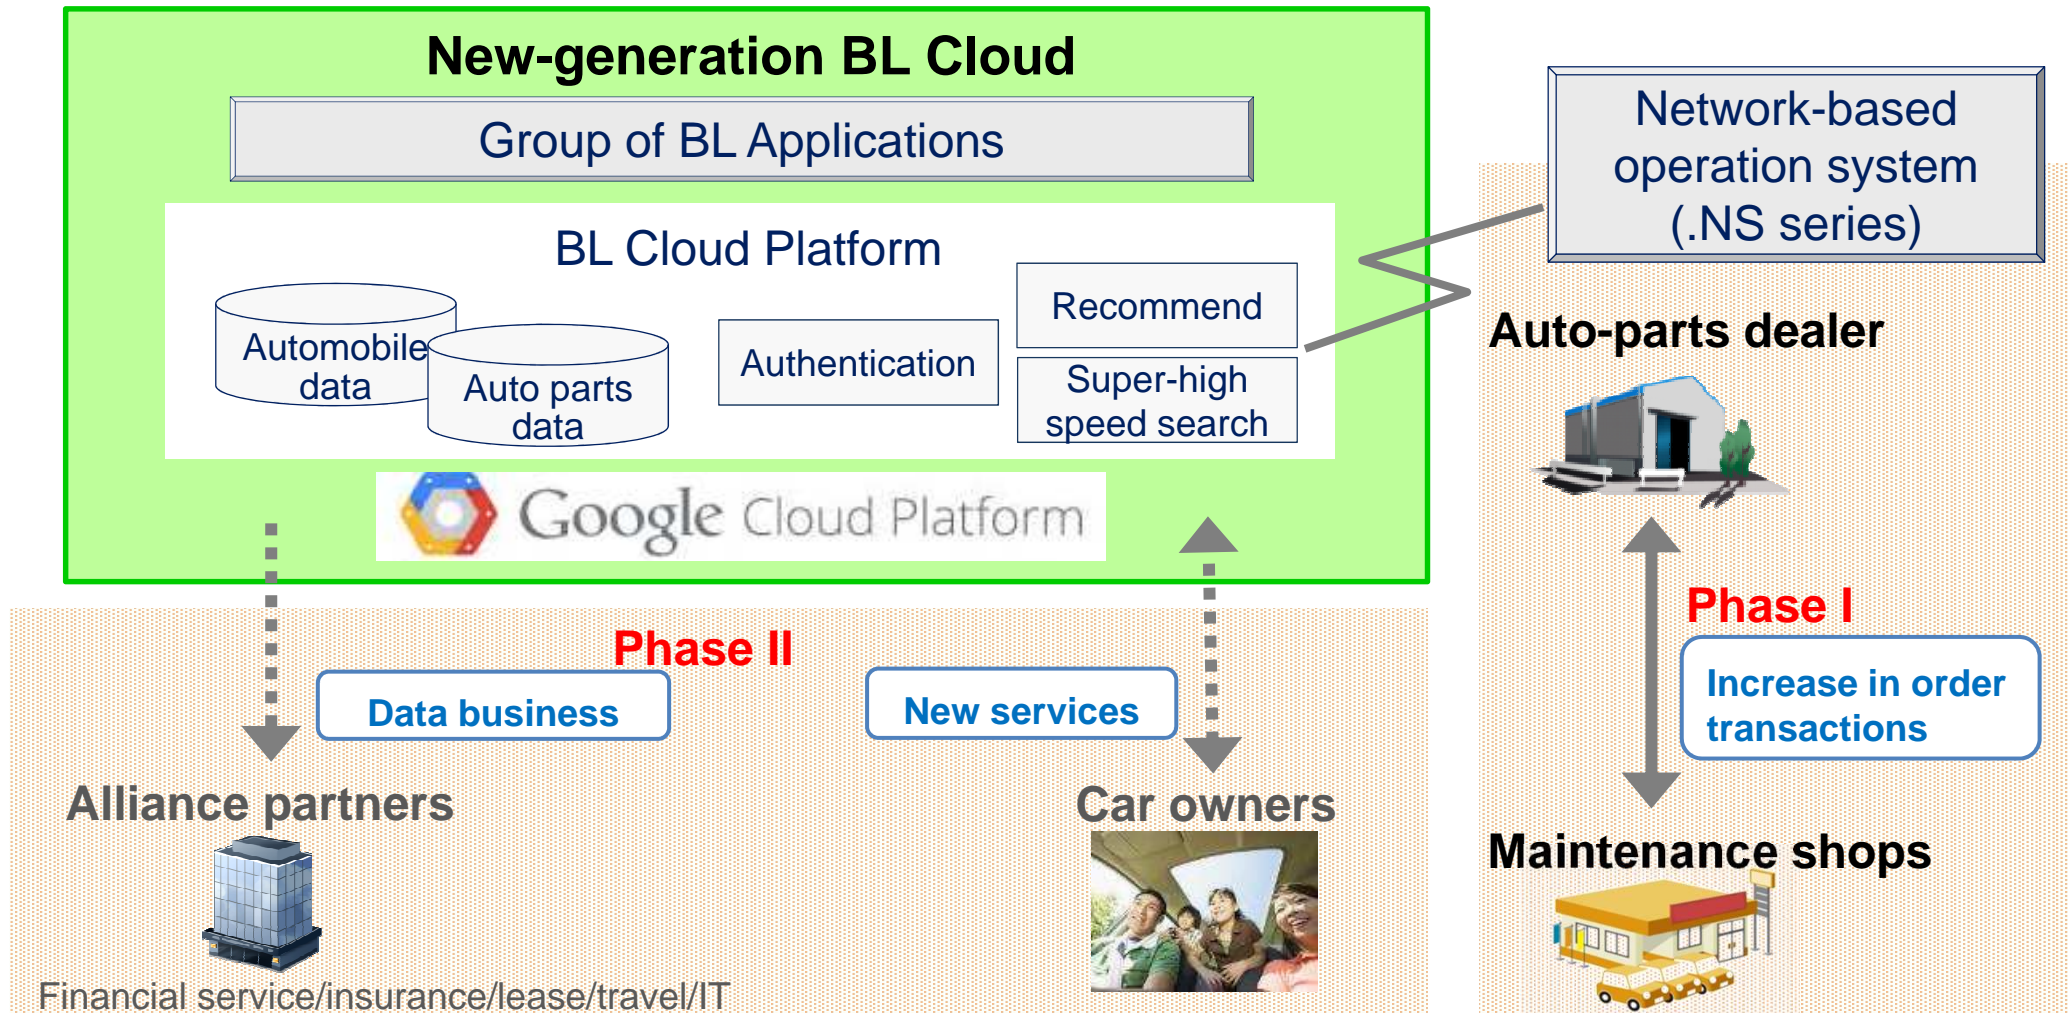 New-generation BL Cloud
Group of BL Applications
BL Cloud Platform
Automobile
data
Auto parts
data
Authentication
Recommend
Super-high
speed search
Google Cloud Platform
Network-based
operation system
(.NS series)
Auto-parts dealer
Phase I
Increase in order
transactions
Maintenance shops
Phase II
Data business
New services
Alliance partners
Car owners
Financial service/insurance/lease/travel/IT